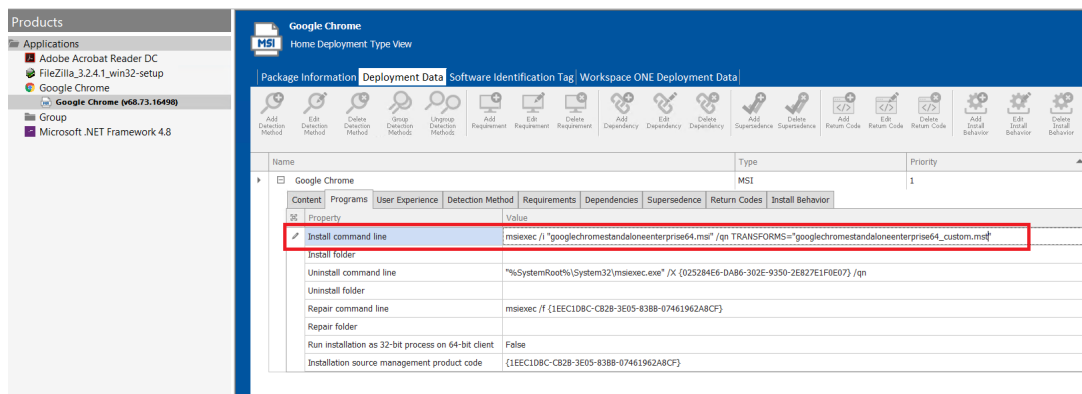 Products
Applications
Adobe Acrobat Reader DC
FileZilla_3.2.4.1_win32-setup
Google Chrome
Google Chrome (v68.73.16498)
Group
Microsoft .NET Framework 4.8
Google Chrome
MSI
Home Deployment Type View
Package Information Deployment Data Software Identification Tag Workspace ONE Deployment Data
Add Detection Method
Edit Detection Method
Delete Detection Method
Group Detection Methods
Ungroup Detection Methods
Add Requirement
Edit Requirement
Delete Requirement
Add Dependency
Edit Dependency
Delete Dependency
Add Supersedence
Delete Supersedence
Add Return Code
Edit Return Code
Delete Return Code
Add Install Behavior
Edit Install Behavior
Delete Install Behavior
Name Type Priority
Google Chrome MSI 1
Content Programs User Experience Detection Method Requirements Dependencies Supersedence Return Codes Install Behavior
Property Value
Install command line msiexec /i "googlechromestandaloneenterprise64.msi" /qn TRANSFORMS="googlechromestandaloneenterprise64_custom.mst"
Install folder
Uninstall command line "%SystemRoot%\System32\msiexec.exe" /X {025284E6-DAB6-302E-9350-2E827E1F0E07} /qn
Uninstall folder
Repair command line msiexec /f {1EEC1DBC-CB2B-3E05-83BB-07461962A8CF}
Repair folder
Run installation as 32-bit process on 64-bit client False
Installation source management product code {1EEC1DBC-CB2B-3E05-83BB-07461962A8CF}